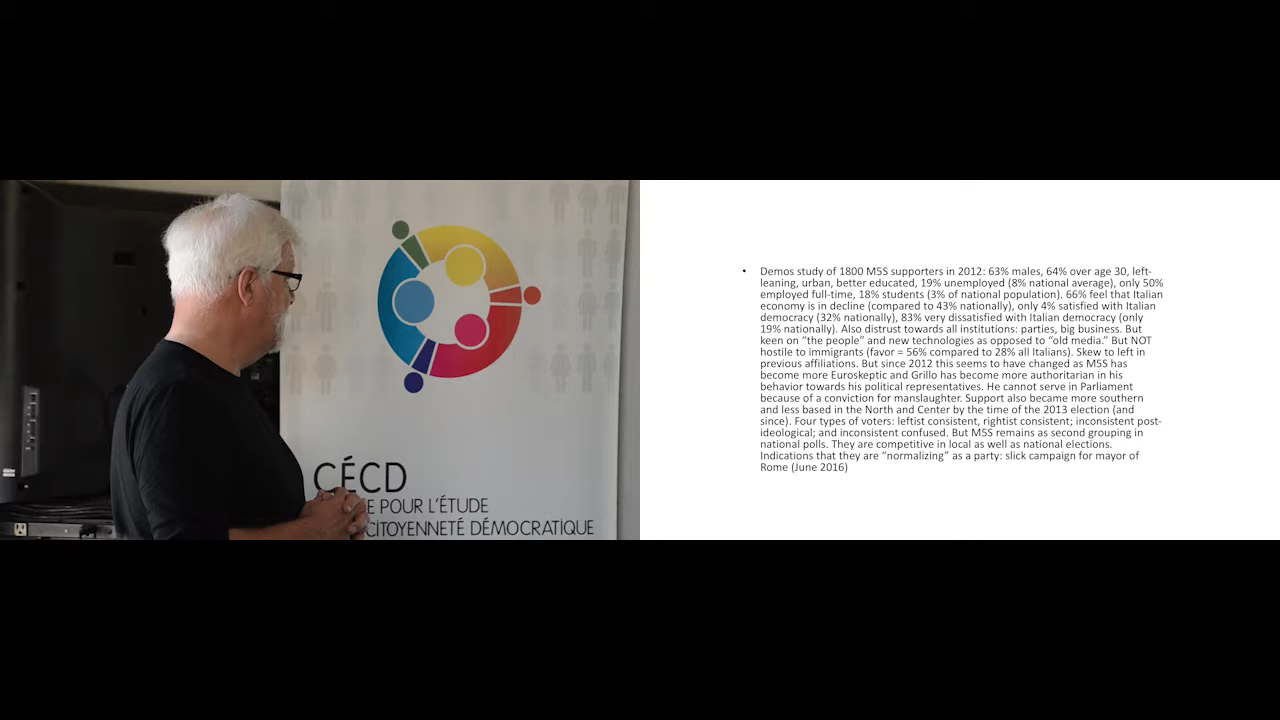 CÉCD
E POUR L'ÉTUDE
CITOYENNETÉ DÉMOCRATIQUE
• Demos study of 1800 M5S supporters in 2012: 63% males, 64% over age 30, left-
leaning, urban, better educated, 19% unemployed (8% national average), only 50%
employed full-time, 18% students (3% of national population). 66% feel that Italian
economy is in decline (compared to 43% nationally), only 4% satisfied with Italian
democracy (32% nationally), 83% very dissatisfied with Italian democracy (only
19% nationally). Also distrust towards all institutions: parties, big business. But
keen on “the people” and new technologies as opposed to “old media.” But NOT
hostile to immigrants (favor = 56% compared to 28% all Italians). Skew to left in
previous affiliations. But since 2012 this seems to have changed as M5S has
become more Euroskeptic and Grillo has become more authoritarian in his
behavior towards his political representatives. He cannot serve in Parliament
because of a conviction for manslaughter. Support also became more southern
and less based in the North and Center by the time of the 2013 election (and
since). Four types of voters: leftist consistent, rightist consistent; inconsistent post-
ideological; and inconsistent confused. But M5S remains as second grouping in
national polls. They are competitive in local as well as national elections.
Indications that they are “normalizing” as a party: slick campaign for mayor of
Rome (June 2016)